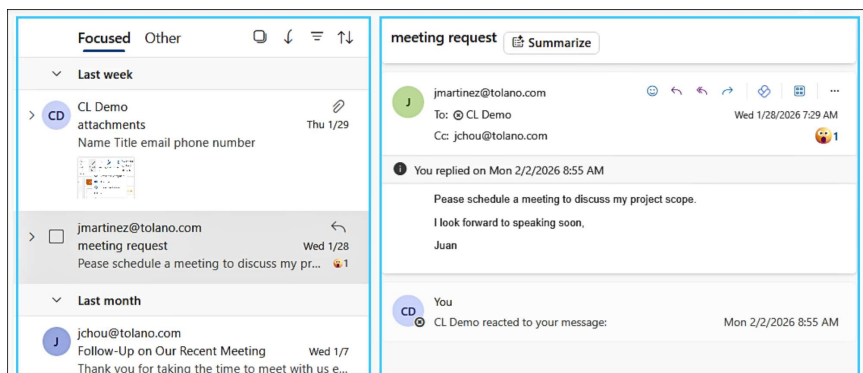 Focused Other
Last week
CD
CL Demo
attachments
Thu 1/29
Name Title email phone number
jmartinez@tolano.com
meeting request
Wed 1/28
Pease schedule a meeting to discuss my pr...
1
Last month
J
jchou@tolano.com
Follow-Up on Our Recent Meeting
Wed 1/7
Thank you for taking the time to meet with us e...
meeting request
Summarize
J
jmartinez@tolano.com
To: CL Demo
Wed 1/28/2026 7:29 AM
Cc: jchou@tolano.com
1
You replied on Mon 2/2/2026 8:55 AM
Pease schedule a meeting to discuss my project scope.
I look forward to speaking soon,
Juan
CD
You
CL Demo reacted to your message:
Mon 2/2/2026 8:55 AM